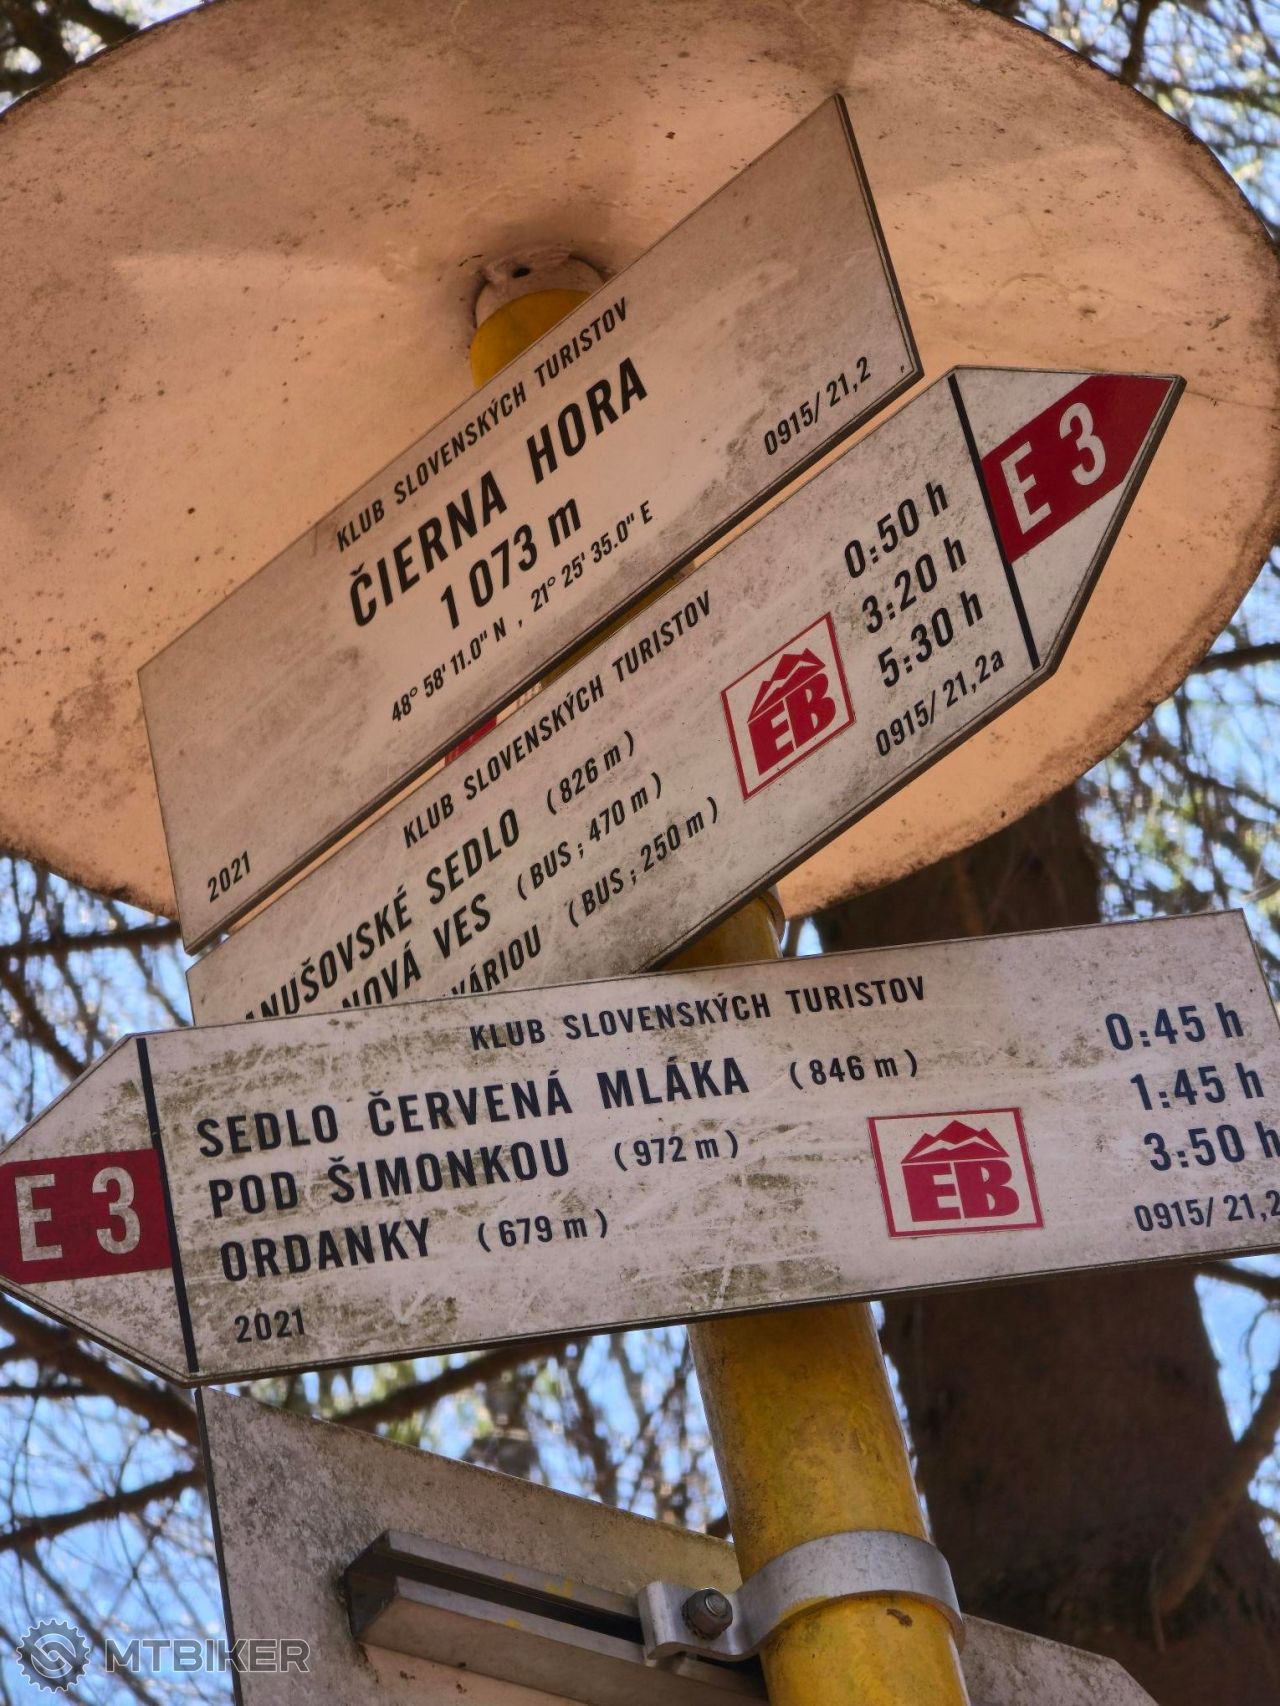 KLUB SLOVENSKÝCH TURISTOV
ČIERNA HORA
1 073 m
48° 58' 11.0" N , 21° 25' 35.0" E
0915/ 21,2
2021
KLUB SLOVENSKÝCH TURISTOV
SEDLO (826 m) 0:50 h
VES (BUS ; 470 m) 3:20 h
(BUS ; 250 m) 5:30 h
EB
0915/ 21,2a
E 3
KLUB SLOVENSKÝCH TURISTOV
SEDLO ČERVENÁ MLÁKA (846 m) 0:45 h
POD ŠIMONKOU (972 m) 1:45 h
ORDANKY (679 m) 3:50 h
E 3
EB
2021
0915/ 21,2
MTBIKER